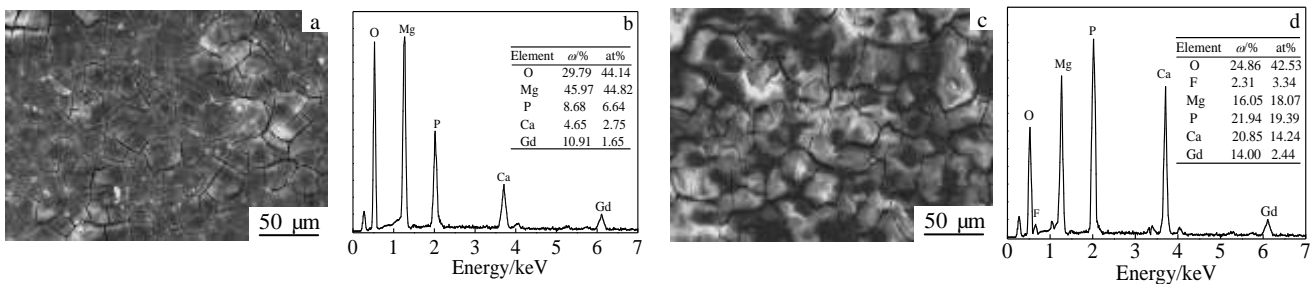 a
50 μm
b
O
Mg
P
Ca
Gd
Element ω/% at%
O 29.79 44.14
Mg 45.97 44.82
P 8.68 6.64
Ca 4.65 2.75
Gd 10.91 1.65
0 1 2 3 4 5 6 7
Energy/keV
c
50 μm
d
O
F
Mg
P
Ca
Gd
Element ω/% at%
O 24.86 42.53
F 2.31 3.34
Mg 16.05 18.07
P 21.94 19.39
Ca 20.85 14.24
Gd 14.00 2.44
0 1 2 3 4 5 6 7
Energy/keV